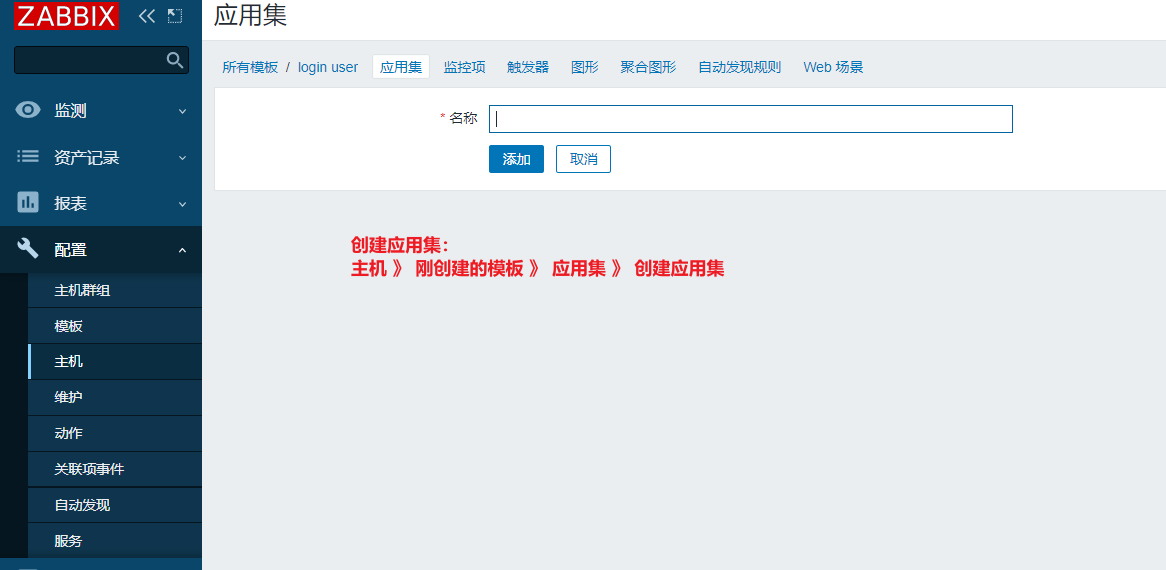 ZABBIX
应用集
所有模板 / login user 应用集 监控项 触发器 图形 聚合图形 自动发现规则 Web 场景
* 名称
添加 取消
监测
资产记录
报表
配置
主机群组
模板
主机
维护
动作
关联项事件
自动发现
服务
创建应用集：
主机 》 刚创建的模板 》 应用集 》 创建应用集